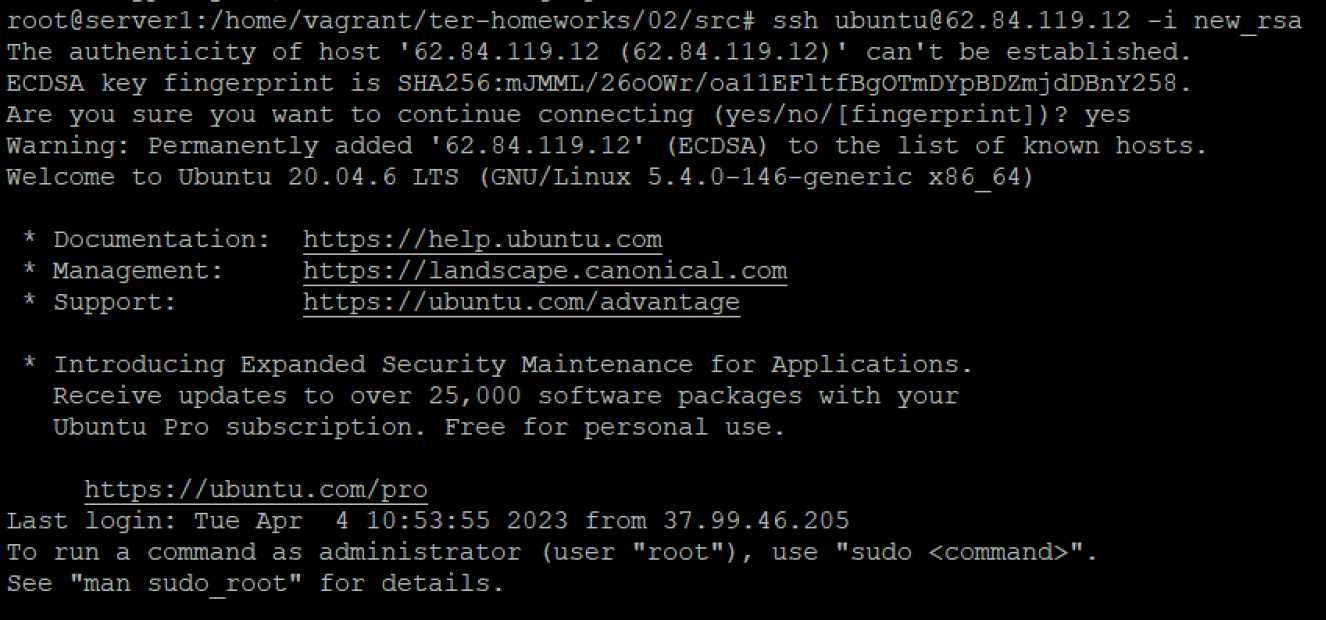 root@server1:/home/vagrant/ter-homeworks/02/src# ssh ubuntu@62.84.119.12 -i new_rsa
The authenticity of host '62.84.119.12 (62.84.119.12)' can't be established.
ECDSA key fingerprint is SHA256:mJMML/26oOWr/oa11EFltfBgOTmDYpBDZmjdDBnY258.
Are you sure you want to continue connecting (yes/no/[fingerprint])? yes
Warning: Permanently added '62.84.119.12' (ECDSA) to the list of known hosts.
Welcome to Ubuntu 20.04.6 LTS (GNU/Linux 5.4.0-146-generic x86_64)

 * Documentation:  https://help.ubuntu.com
 * Management:     https://landscape.canonical.com
 * Support:        https://ubuntu.com/advantage

 * Introducing Expanded Security Maintenance for Applications.
   Receive updates to over 25,000 software packages with your
   Ubuntu Pro subscription. Free for personal use.

     https://ubuntu.com/pro
Last login: Tue Apr  4 10:53:55 2023 from 37.99.46.205
To run a command as administrator (user "root"), use "sudo <command>".
See "man sudo_root" for details.